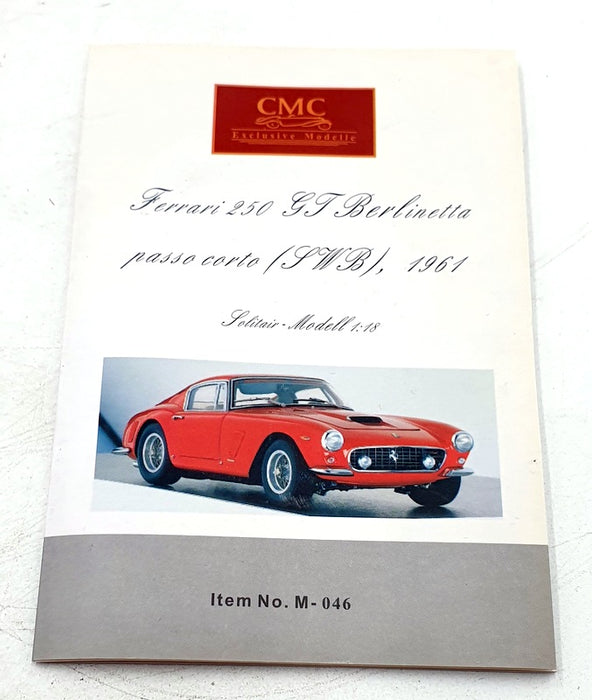 CMC
Exclusive Modelle
Ferrari 250 GT Berlinetta
passo corto (SWB), 1961
Solitair - Modell 1:18
Item No. M- 046